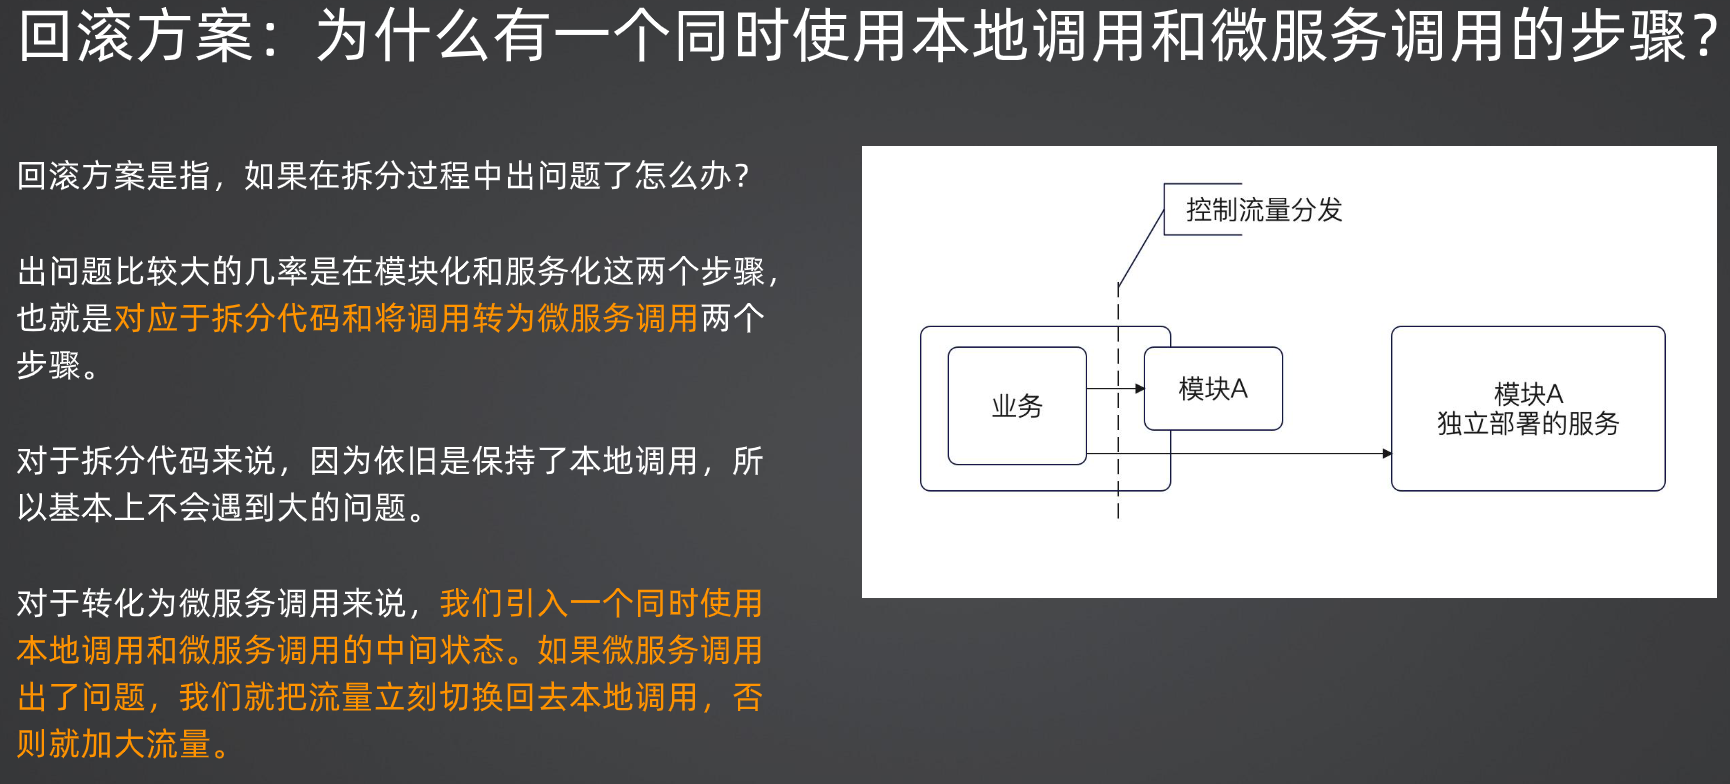 回滚方案：为什么有一个同时使用本地调用和微服务调用的步骤？
回滚方案是指，如果在拆分过程中出问题了怎么办？
出问题比较大的几率是在模块化和服务化这两个步骤，
也就是对应于拆分代码和将调用转为微服务调用两个
步骤。
对于拆分代码来说，因为依旧是保持了本地调用，所
以基本上不会遇到大的问题。
对于转化为微服务调用来说，我们引入一个同时使用
本地调用和微服务调用的中间状态。如果微服务调用
出了问题，我们就把流量立刻切换回去本地调用，否
则就加大流量。
控制流量分发
业务
模块A
模块A
独立部署的服务